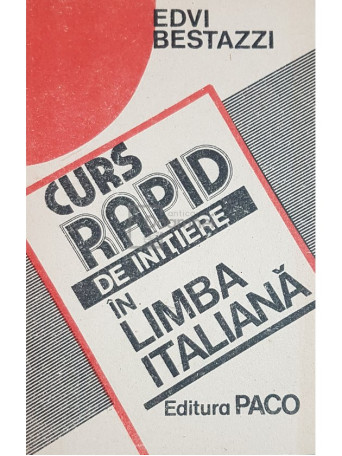 EDVI
BESTAZZI
CURS
RAPID
DE INIȚIERE
ÎN
LIMBA
ITALIANĂ
Editura PACO